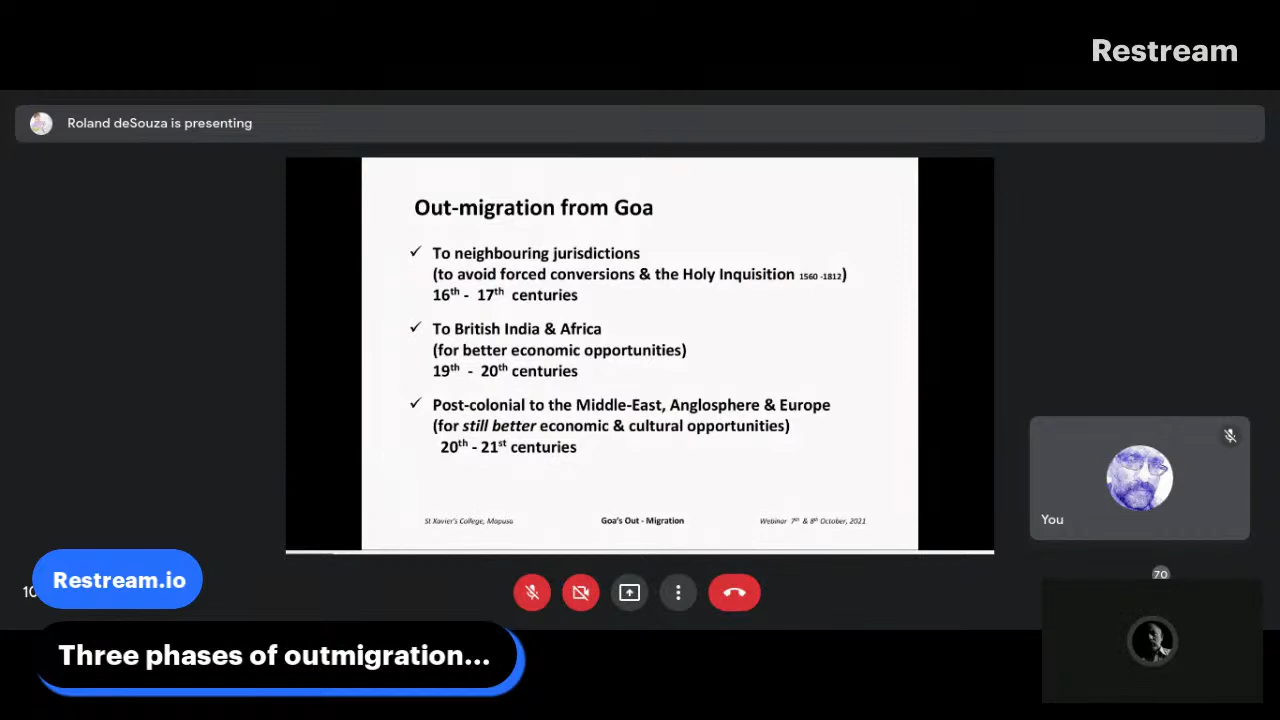 Restream
Roland deSouza is presenting
Out-migration from Goa
✓ To neighbouring jurisdictions
(to avoid forced conversions & the Holy Inquisition 1560 -1812)
16th - 17th centuries
✓ To British India & Africa
(for better economic opportunities)
19th - 20th centuries
✓ Post-colonial to the Middle-East, Anglosphere & Europe
(for still better economic & cultural opportunities)
20th - 21st centuries
St Xavier's College, Mapusa Goa's Out - Migration Webinar 7th & 8th October, 2021
You
70
Restream.io
Three phases of outmigration...